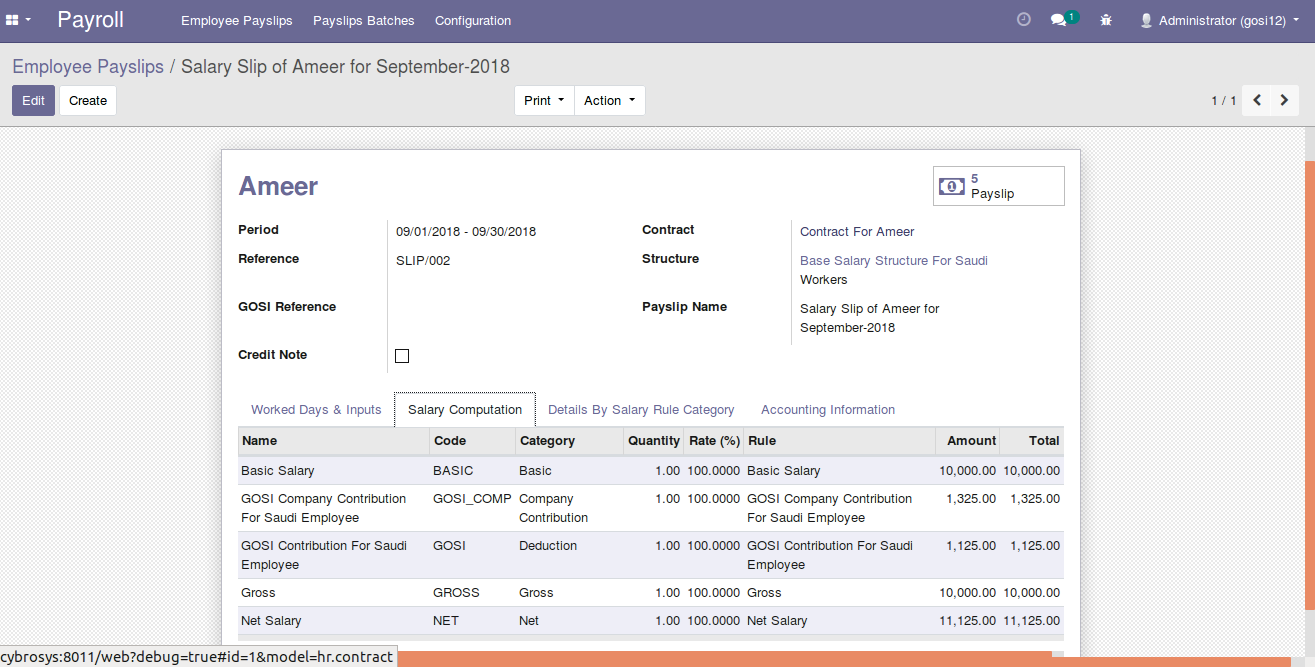 Payroll Employee Payslips Payslips Batches Configuration 1 Administrator (gosi12)
Employee Payslips / Salary Slip of Ameer for September-2018
Edit Create Print Action 1 / 1
Ameer
5
Payslip
Period 09/01/2018 - 09/30/2018 Contract Contract For Ameer
Reference SLIP/002 Structure Base Salary Structure For Saudi
Workers
GOSI Reference Payslip Name Salary Slip of Ameer for
September-2018
Credit Note
Worked Days & Inputs Salary Computation Details By Salary Rule Category Accounting Information
Name Code Category Quantity Rate (%) Rule Amount Total
Basic Salary BASIC Basic 1.00 100.0000 Basic Salary 10,000.00 10,000.00
GOSI Company Contribution GOSI_COMP Company 1.00 100.0000 GOSI Company Contribution 1,325.00 1,325.00
For Saudi Employee Contribution For Saudi Employee
GOSI Contribution For Saudi GOSI Deduction 1.00 100.0000 GOSI Contribution For Saudi 1,125.00 1,125.00
Employee Employee
Gross GROSS Gross 1.00 100.0000 Gross 10,000.00 10,000.00
Net Salary NET Net 1.00 100.0000 Net Salary 11,125.00 11,125.00
cybrosys:8011/web?debug=true#id=1&model=hr.contract